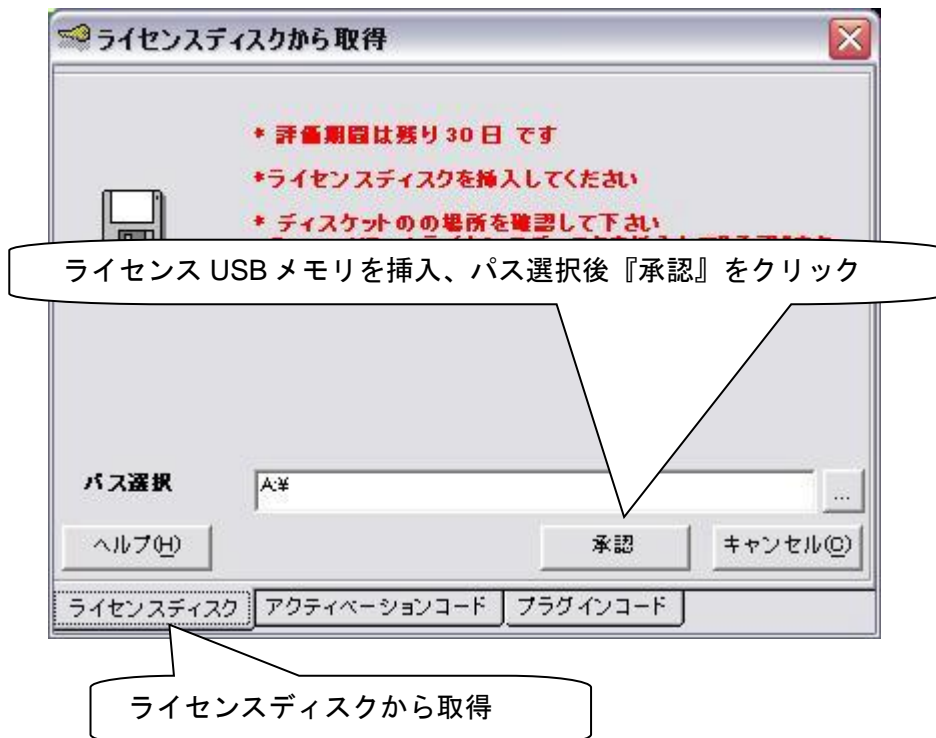 ライセンスディスクから取得
* 評価期間は残り30日 です
*ライセンスディスクを挿入してください
* ディスケットのの場所を確認して下さい
ライセンス USB メモリを挿入、パス選択後『承認』をクリック
パス選択
A:¥
...
ヘルプ(H)
承認
キャンセル(C)
ライセンスディスク
アクティベーションコード
プラグインコード
ライセンスディスクから取得